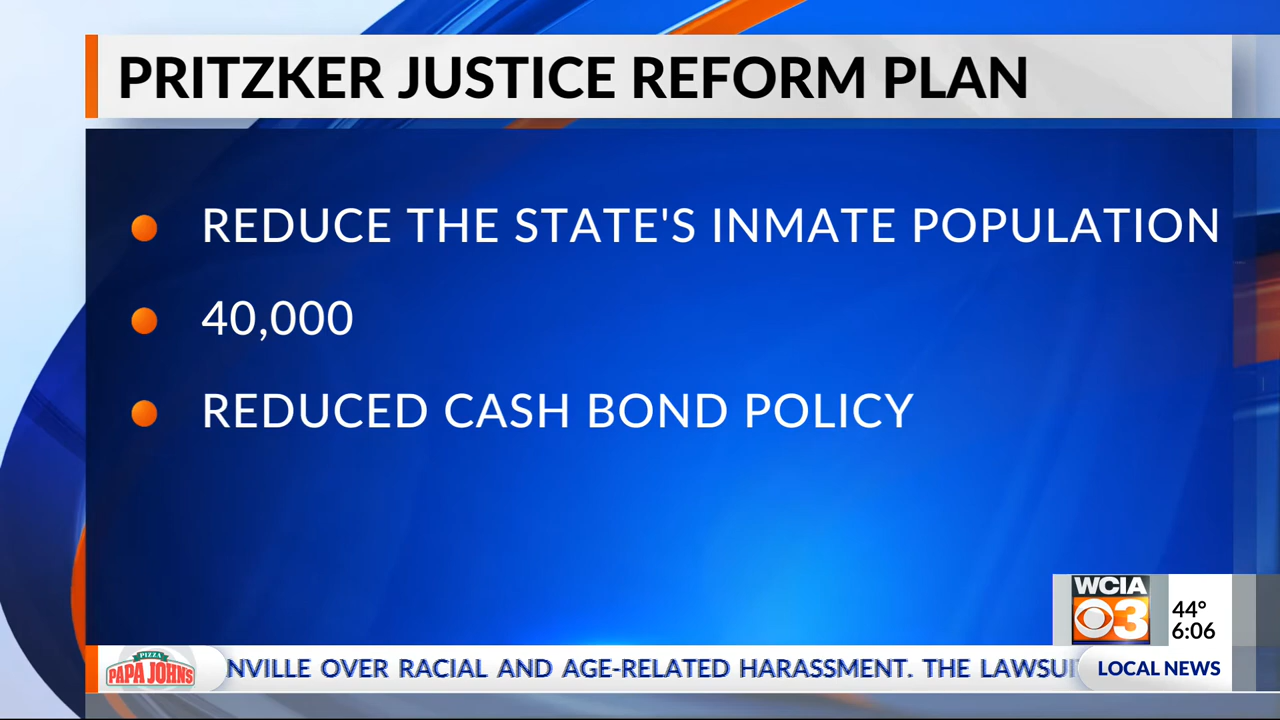 PRITZKER JUSTICE REFORM PLAN
REDUCE THE STATE'S INMATE POPULATION
40,000
REDUCED CASH BOND POLICY
WCIA
3
44°
6:06
PIZZA
PAPA JOHNS
NVILLE OVER RACIAL AND AGE-RELATED HARASSMENT. THE LAWSUI
LOCAL NEWS